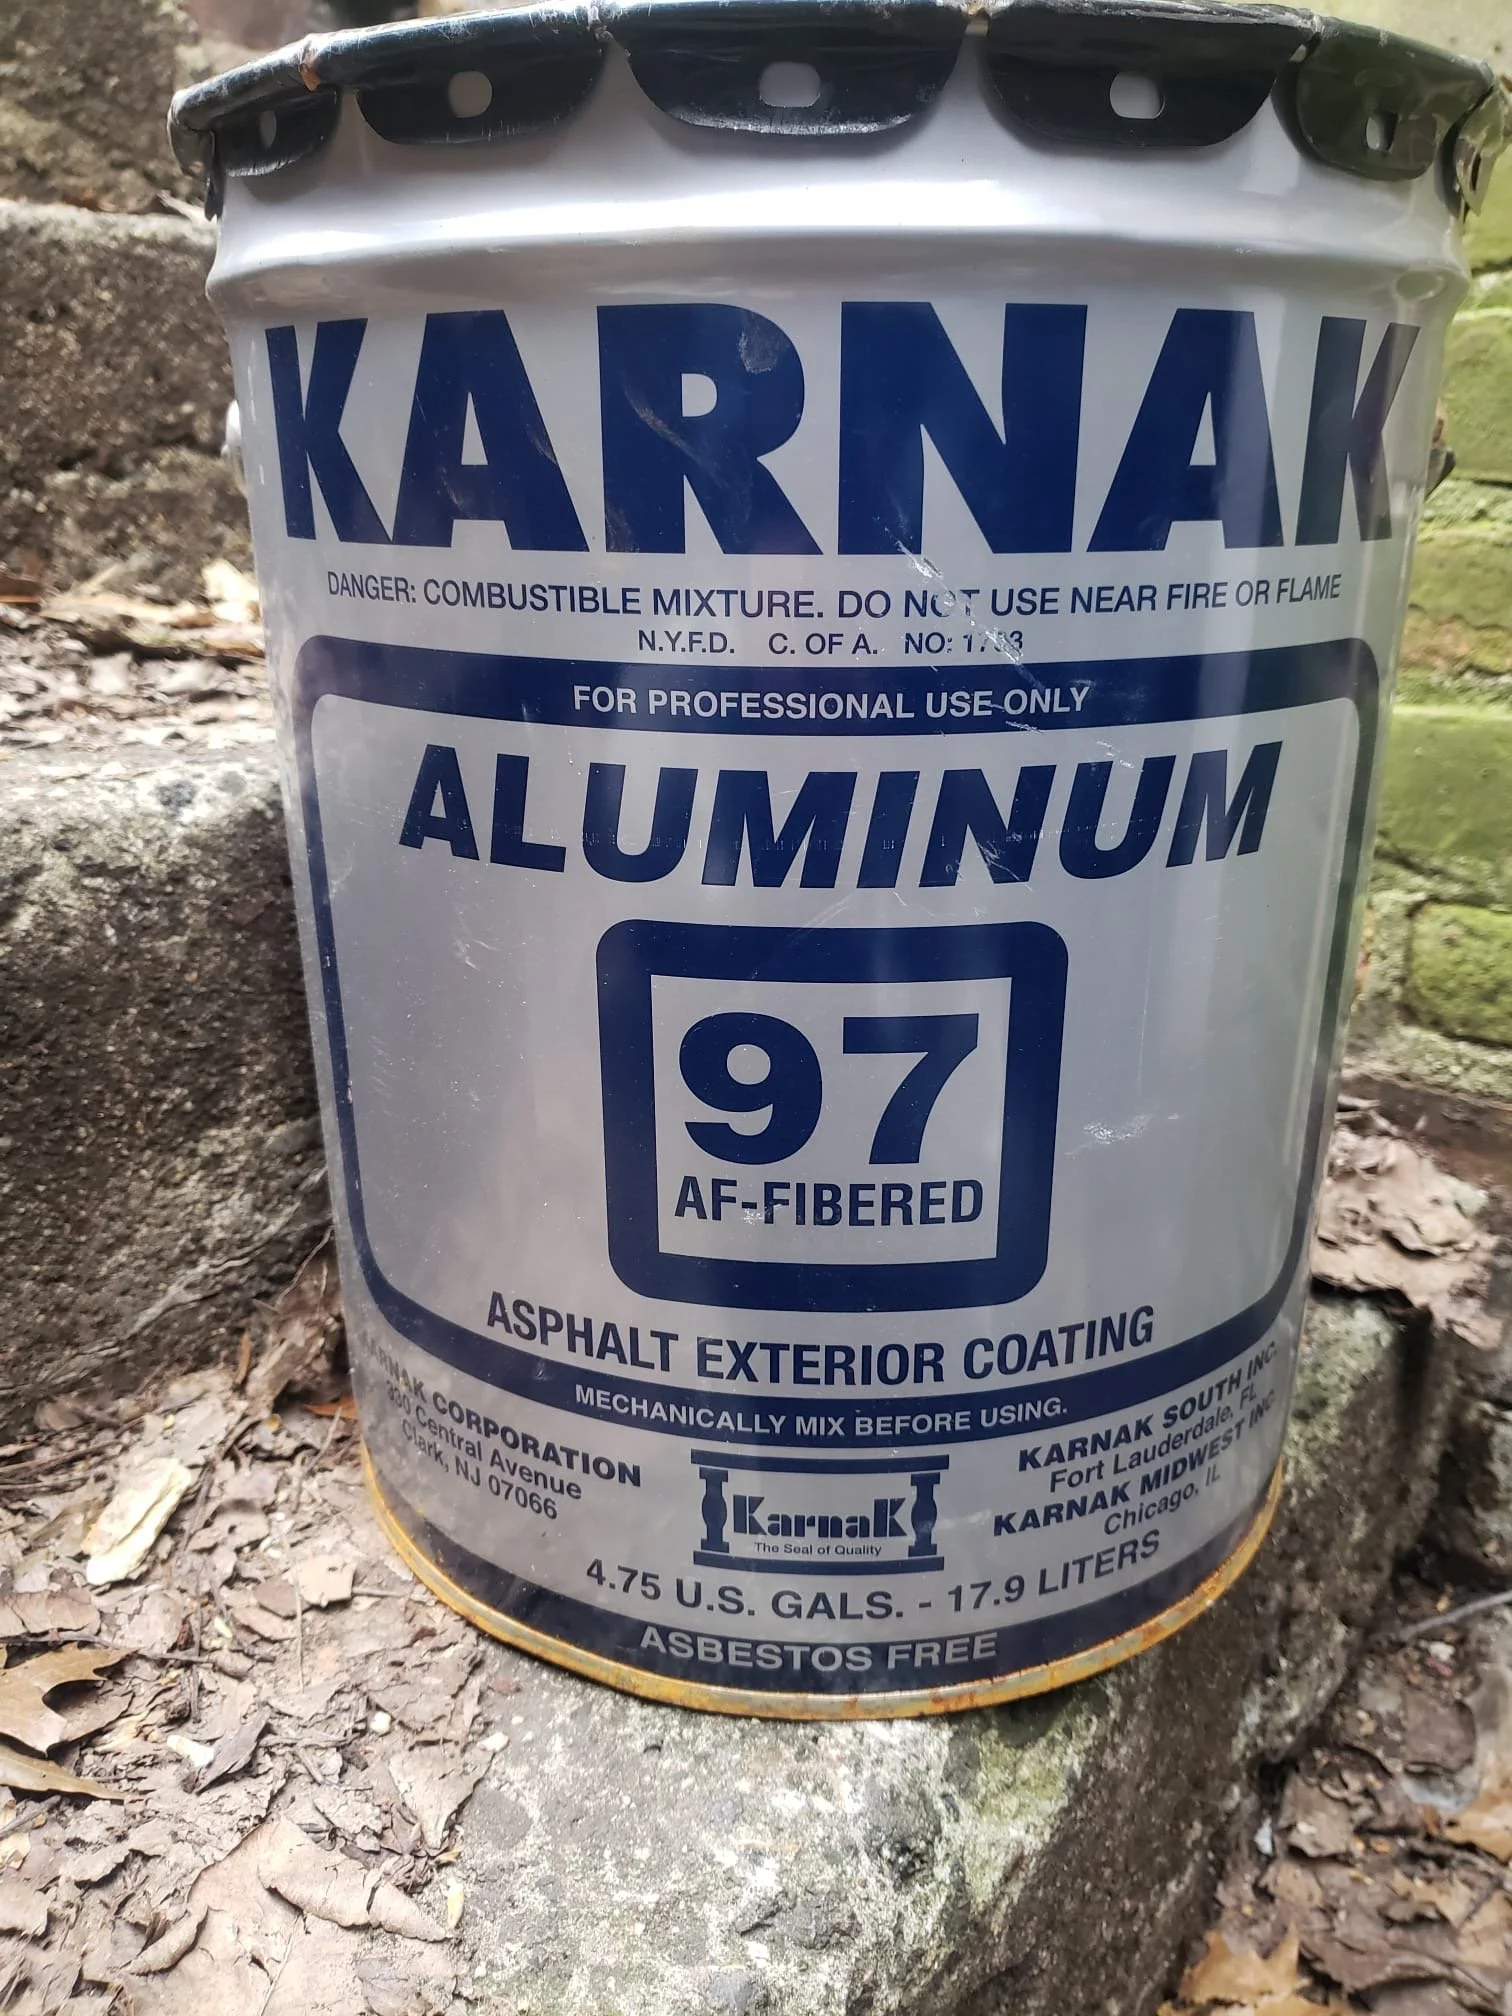 KARNAK
DANGER: COMBUSTIBLE MIXTURE. DO NOT USE NEAR FIRE OR FLAME
N.Y.F.D. C. OF A. NO:
FOR PROFESSIONAL USE ONLY
ALUMINUM
97
AF-FIBERED
ASPHALT EXTERIOR COATING
MECHANICALLY MIX BEFORE USING.
KARNAK CORPORATION
330 Central Avenue
Clark, NJ 07066
KarnaK
The Seal of Quality
KARNAK SOUTH INC.
Fort Lauderdale, FL
KARNAK MIDWEST INC.
Chicago, IL
4.75 U.S. GALS. - 17.9 LITERS
ASBESTOS FREE